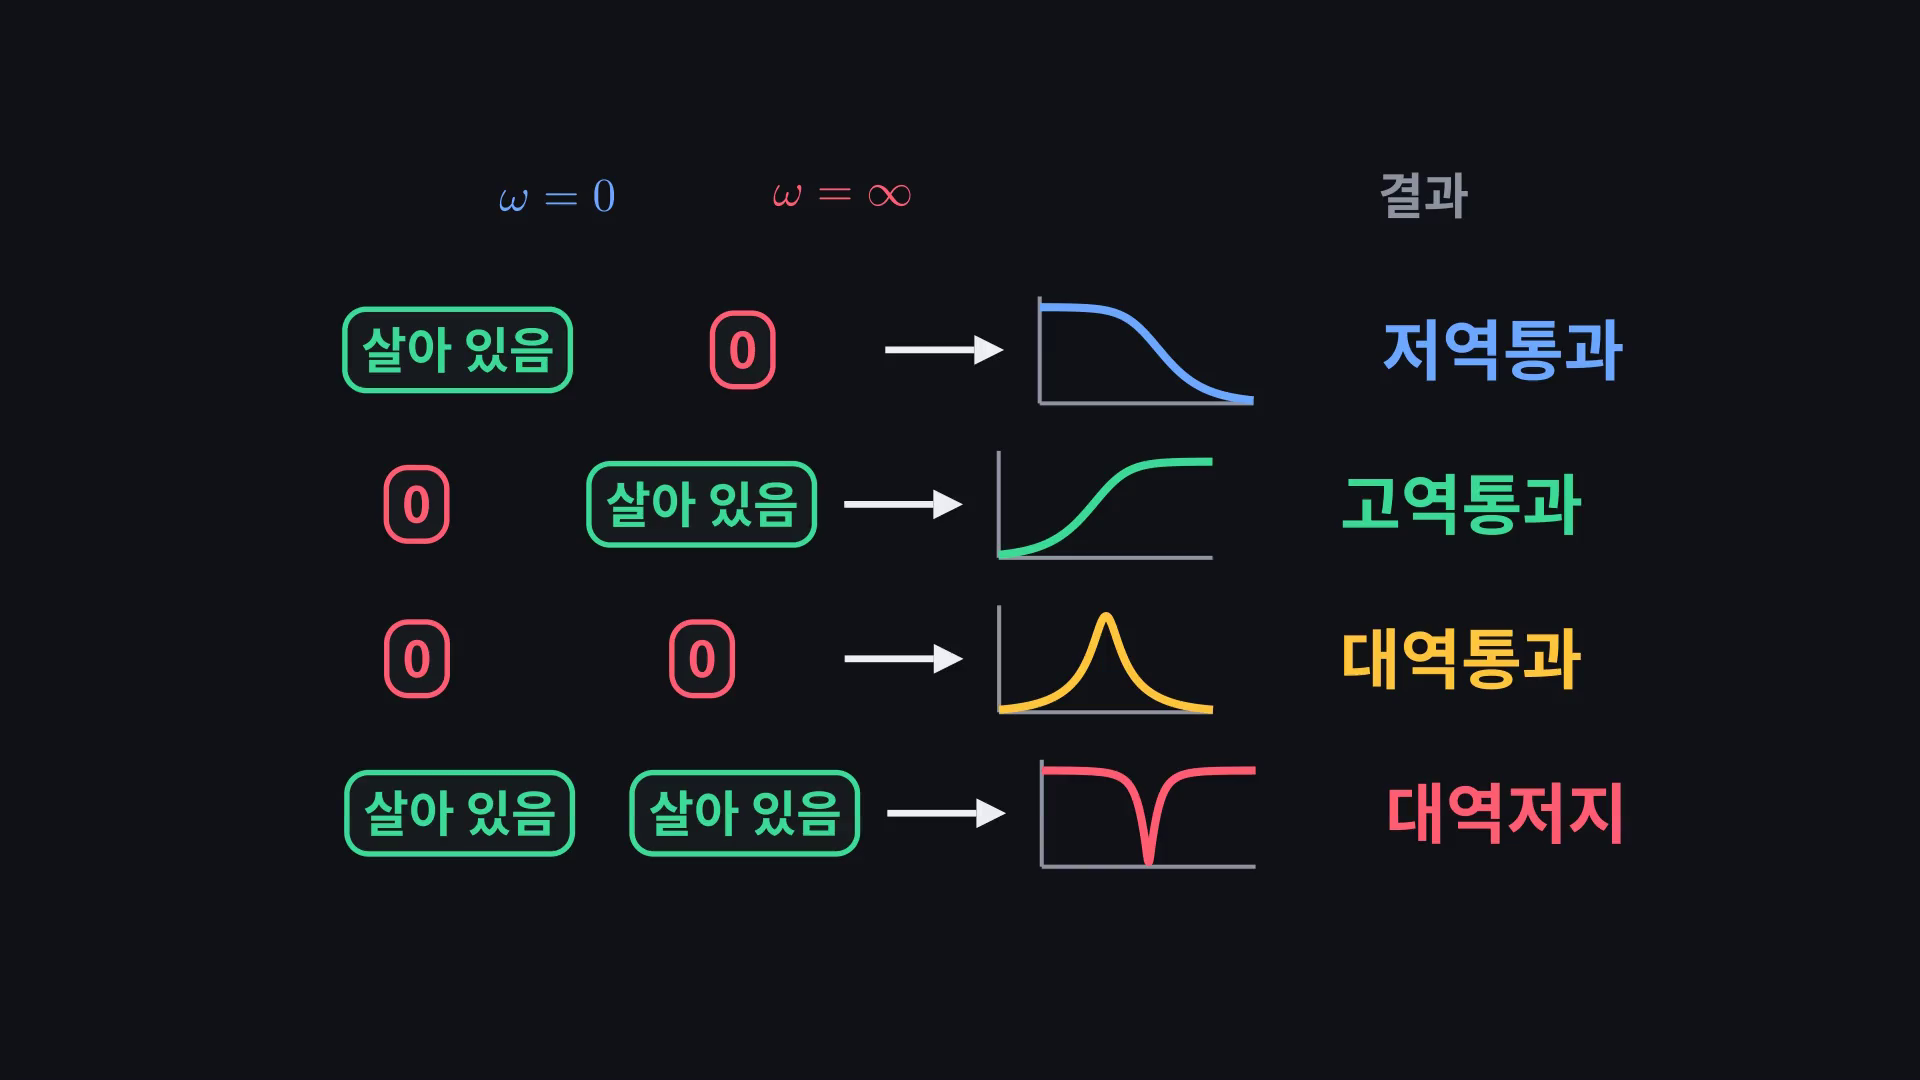 ω = 0 ω = ∞ 결과
살아 있음 0 저역통과
0 살아 있음 고역통과
0 0 대역통과
살아 있음 살아 있음 대역저지